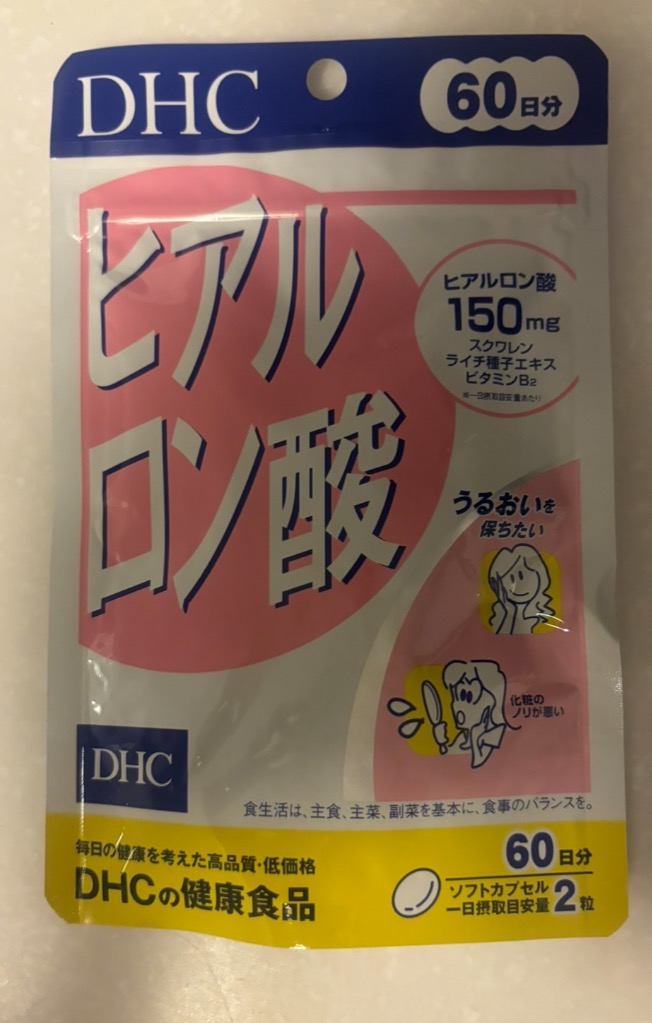 DHC
60日分
ヒアル
ロン酸
ヒアルロン酸
150mg
スクワレン
ライチ種子エキス
ビタミンB2
※一日摂取目安量あたり
うるおいを
保ちたい
化粧の
ノリが悪い
DHC
食生活は、主食、主菜、副菜を基本に、食事のバランスを。
毎日の健康を考えた高品質・低価格
DHCの健康食品
60日分
ソフトカプセル
一日摂取目安量 2粒